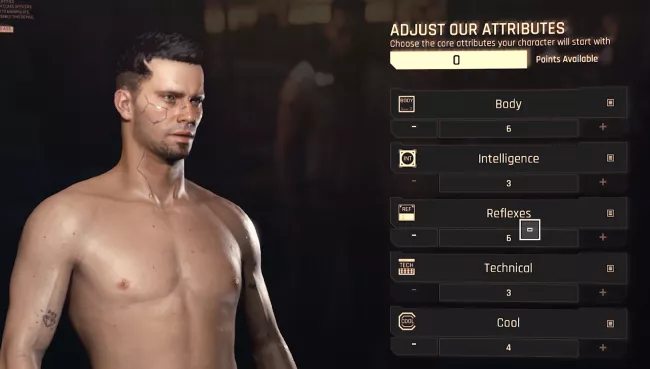 ADJUST OUR ATTRIBUTES
Choose the core attributes your character will start with
0 Points Available
BODY Body
- 6 +
INT Intelligence
- 3 +
REF Reflexes
- 6 +
TECH Technical
- 3 +
COOL Cool
- 4 +